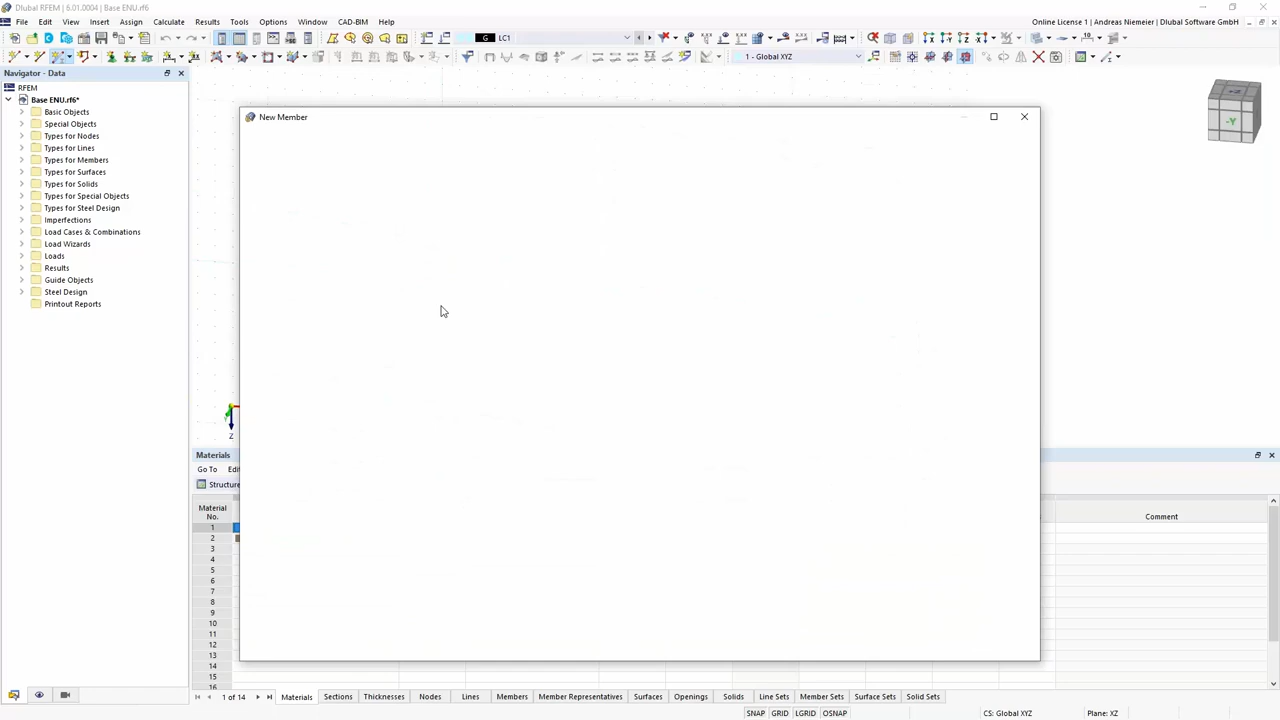 Dlubal RFEM | 6.01.0004 | Base ENU.rf6
File Edit View Insert Assign Calculate Results Tools Options Window CAD-BIM Help
Online License 1 | Andreas Niemeier | Dlubal Software GmbH
G LC1
1 - Global XYZ
Navigator - Data
RFEM
Base ENU.rf6*
Basic Objects
Special Objects
Types for Nodes
Types for Lines
Types for Members
Types for Surfaces
Types for Solids
Types for Special Objects
Types for Steel Design
Imperfections
Load Cases & Combinations
Load Wizards
Loads
Results
Guide Objects
Steel Design
Printout Reports
New Member
-Y
Z
Materials
Go To Edi
Structure
Material
No.
Comment
1
2
3
4
5
6
7
8
9
10
11
12
13
14
15
16
1 of 14 Materials Sections Thicknesses Nodes Lines Members Member Representatives Surfaces Openings Solids Line Sets Member Sets Surface Sets Solid Sets
SNAP GRID LGRID OSNAP CS: Global XYZ Plane: XZ